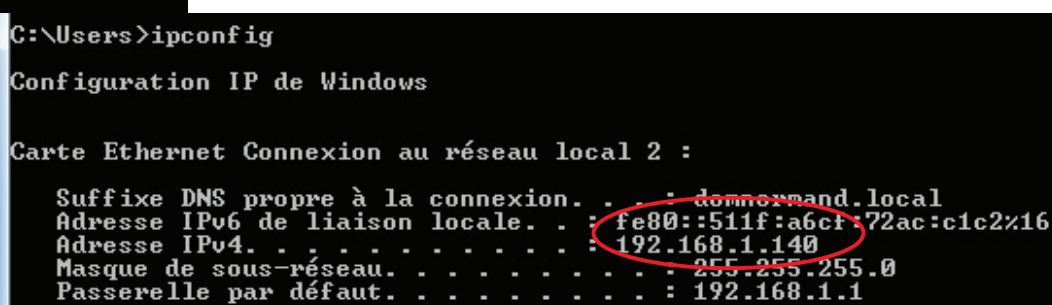 C:\Users>ipconfig
Configuration IP de Windows
Carte Ethernet Connexion au réseau local 2 :
Suffixe DNS propre à la connexion. . . : domnormand.local
Adresse IPv6 de liaison locale. . : fe80::511f:a6cf:72ac:c1c2%16
Adresse IPv4. . . . . . . . . . . : 192.168.1.140
Masque de sous-réseau. . . . . . . . . : 255.255.255.0
Passerelle par défaut. . . . . . . . . : 192.168.1.1